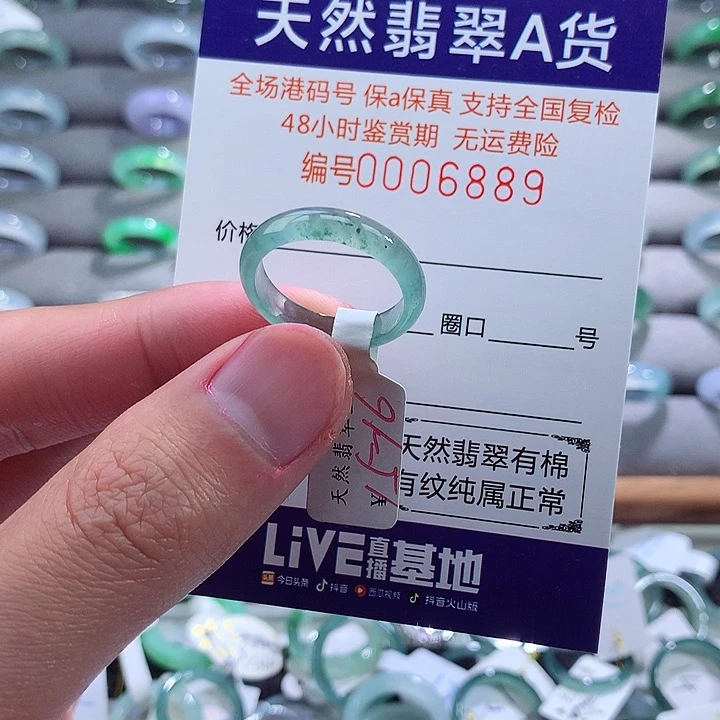 天然翡翠A货
全场港码号 保a保真 支持全国复检
48小时鉴赏期 无运费险
编号0006889
价格
圈口 号
天然翡翠有棉
有纹纯属正常
天然翡翠
LiVE直播基地
今日头条 抖音 西瓜视频 抖音火山版